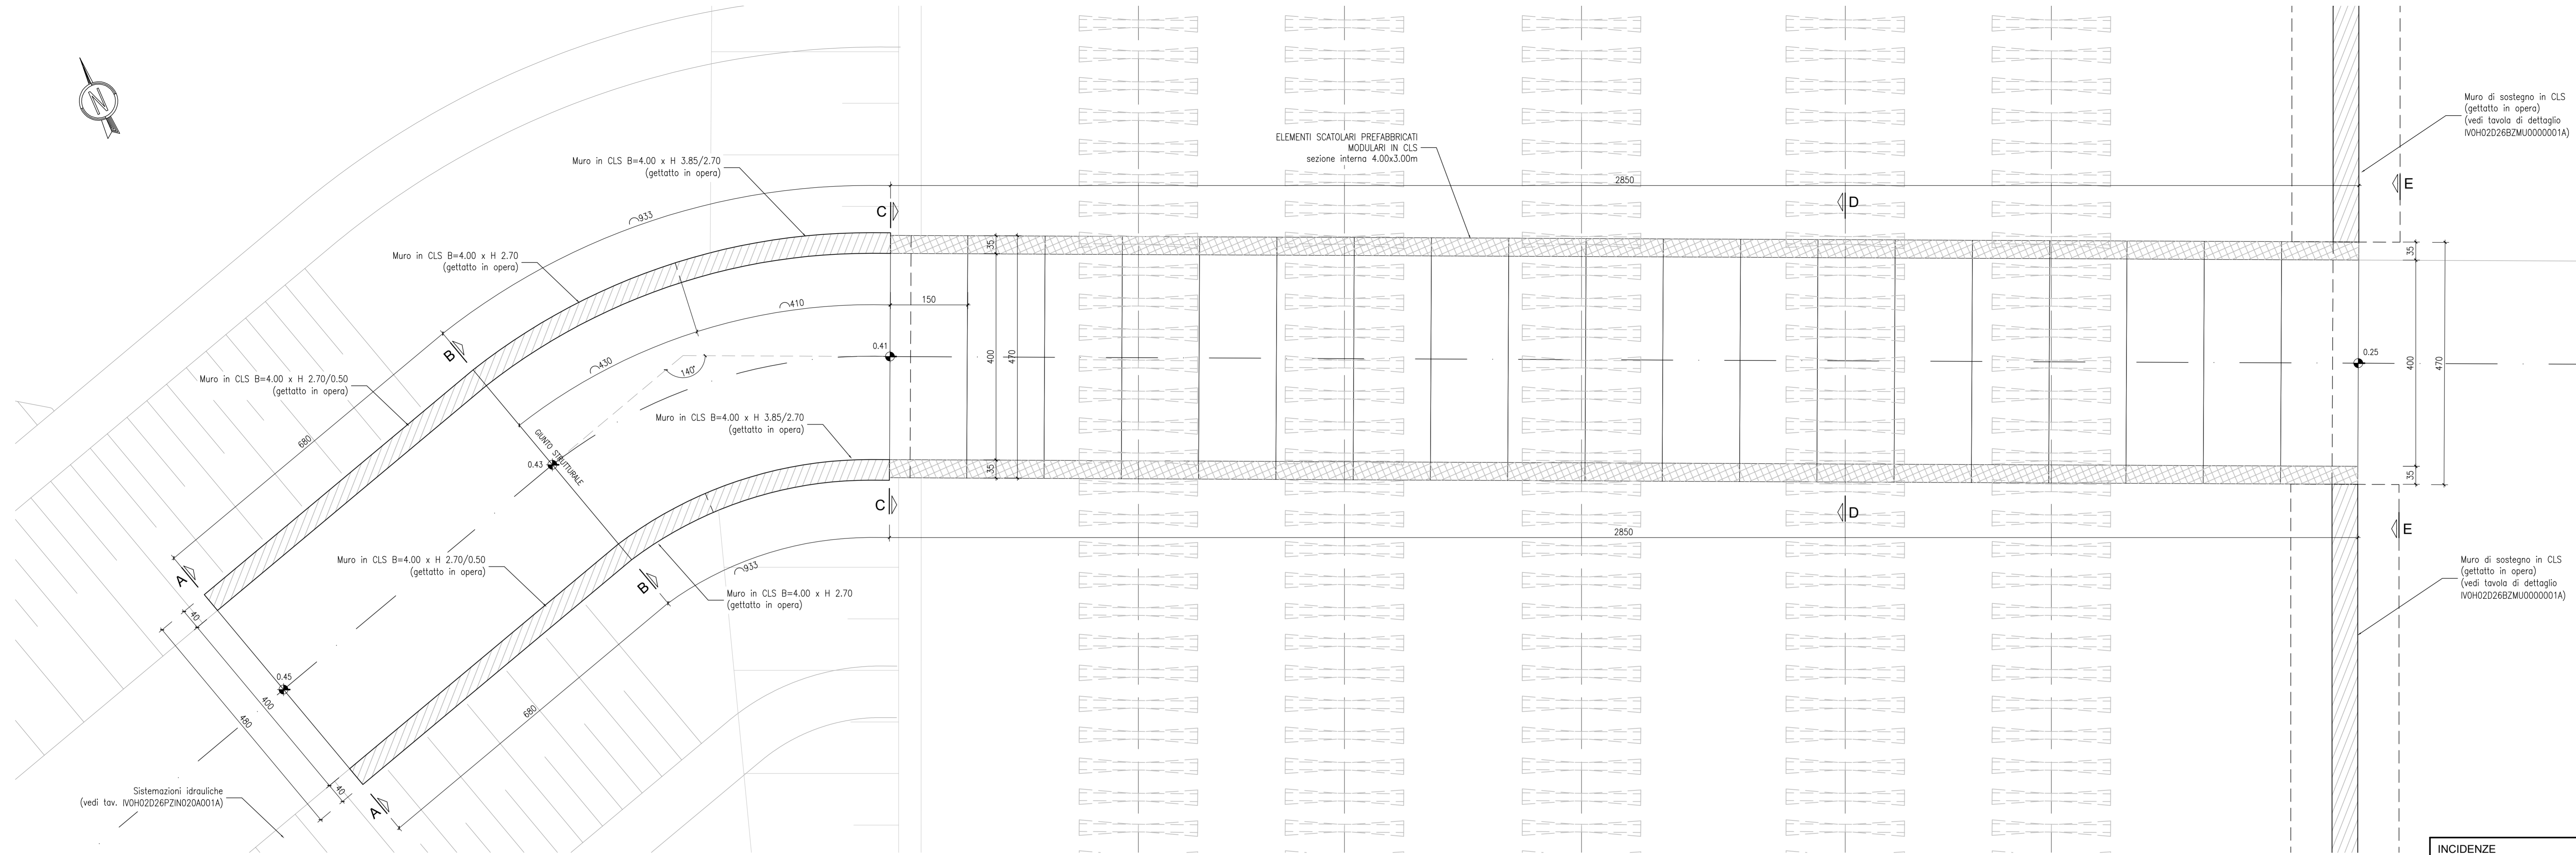 N
Muro in CLS B=4.00 x H 3.85/2.70
(gettatto in opera)
Muro in CLS B=4.00 x H 2.70
(gettatto in opera)
Muro in CLS B=4.00 x H 2.70/0.50
(gettatto in opera)
ELEMENTI SCATOLARI PREFABBRICATI
MODULARI IN CLS
sezione interna 4.00x3.00m
Muro di sostegno in CLS
(gettatto in opera)
(vedi tavola di dettaglio
IV0H02D26BZMU0000001A)
2850
E
D
C
933
35
35
410
150
430
140°
0.41
400
470
0.25
400
470
B
680
GIUNTO STRUTTURALE
0.43
Muro in CLS B=4.00 x H 3.85/2.70
(gettatto in opera)
35
35
C
D
E
2850
933
Muro in CLS B=4.00 x H 2.70/0.50
(gettatto in opera)
B
Muro in CLS B=4.00 x H 2.70
(gettatto in opera)
Muro di sostegno in CLS
(gettatto in opera)
(vedi tavola di dettaglio
IV0H02D26BZMU0000001A)
A
40
0.45
400
480
680
40
A
Sistemazioni idrauliche
(vedi tav. IV0H02D26PZIN020A001A)
INCIDENZE